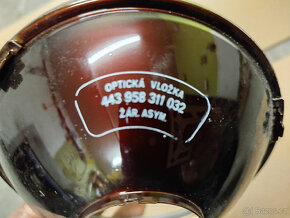 OPTICKÁ VLOŽKA
443 958 311 032
ŽÁR. ASYM.